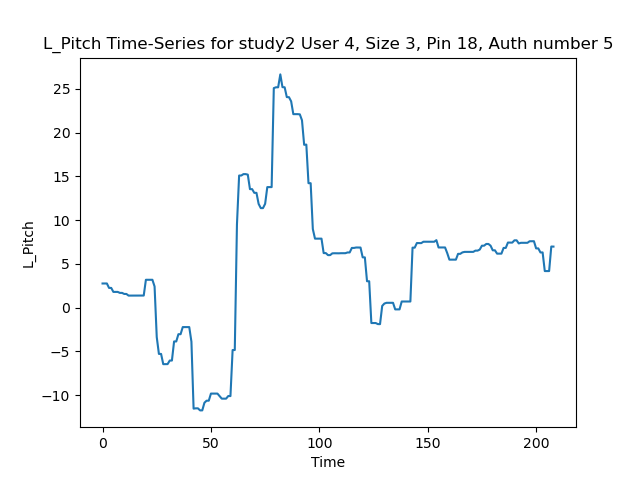 L_Pitch Time-Series for study2 User 4, Size 3, Pin 18, Auth number 5
25
20
15
10
5
0
−5
−10
L_Pitch
0 50 100 150 200
Time